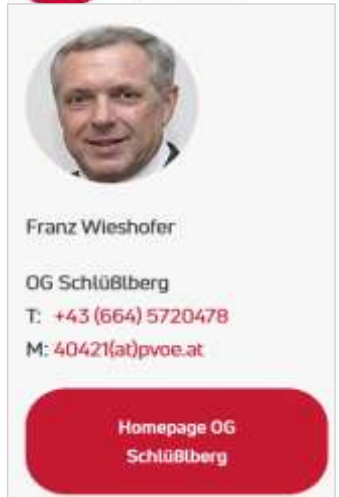 Franz Wieshofer
OG Schlüßlberg
T: +43 (664) 5720478
M: 40421(at)pvoe.at
Homepage OG
Schlüßlberg